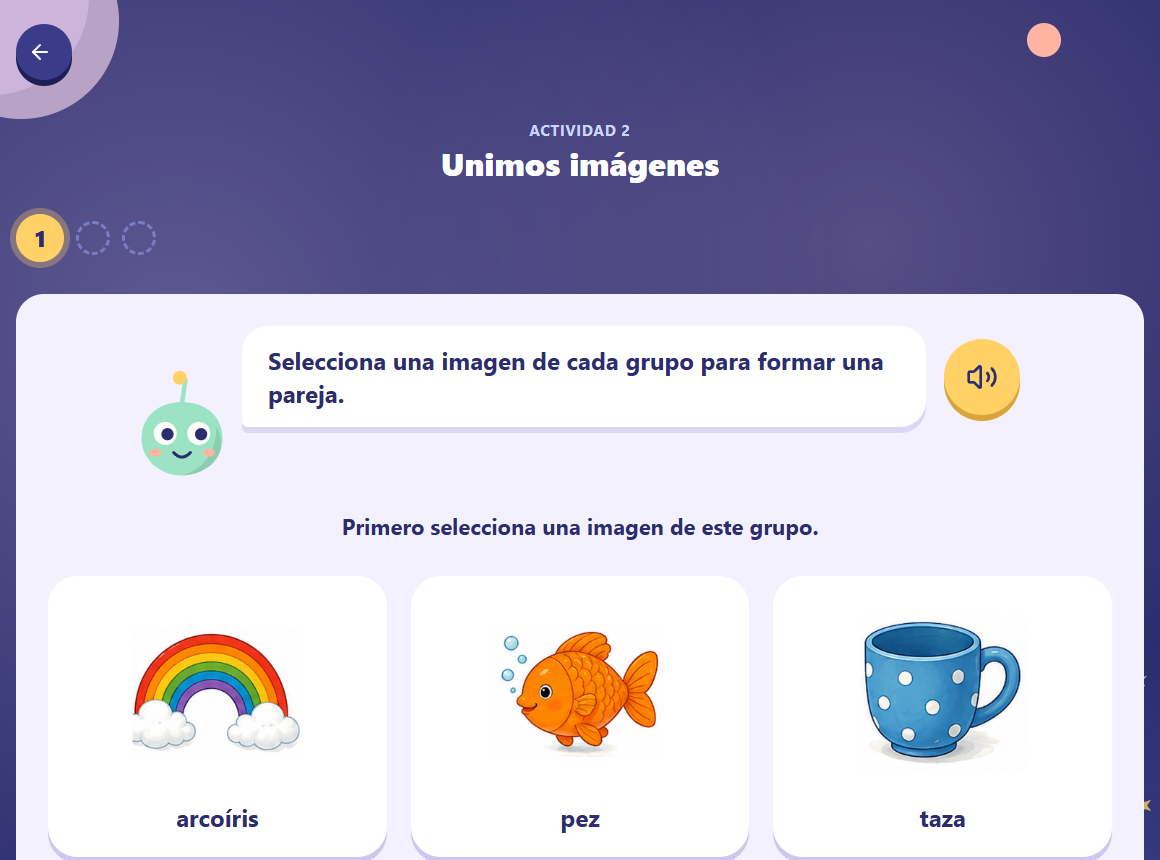 ACTIVIDAD 2
Unimos imágenes
1
Selecciona una imagen de cada grupo para formar una
pareja.
Primero selecciona una imagen de este grupo.
arcoíris
pez
taza